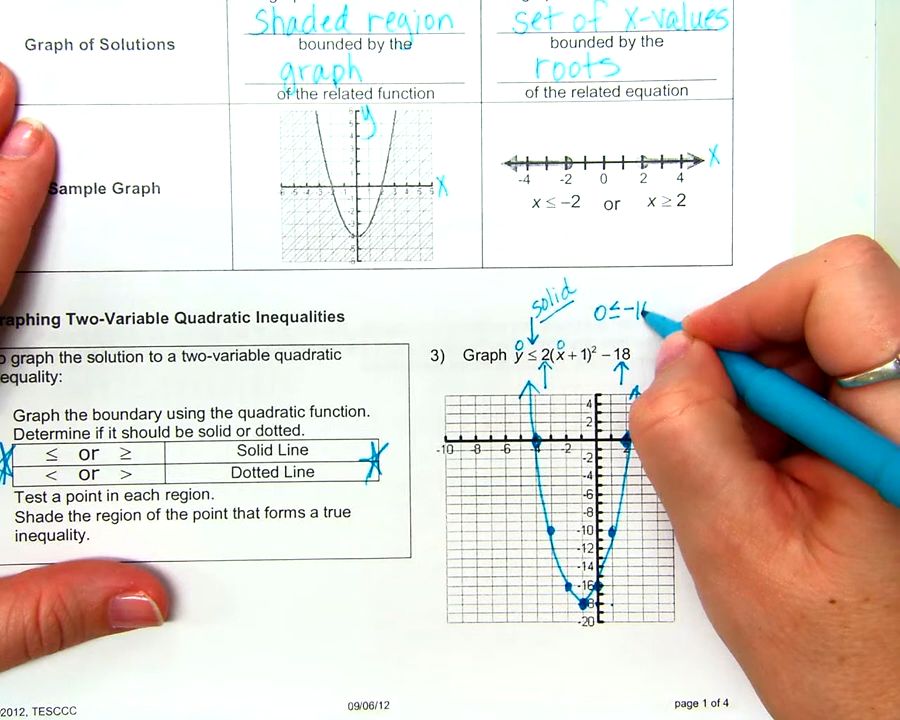 shaded region set of x-values
Graph of Solutions bounded by the bounded by the
graph roots
of the related function of the related equation
y
x
-4 -2 0 2 4 x
Sample Graph
x ≤ -2 or x ≥ 2
solid
0≤-16
raphing Two-Variable Quadratic Inequalities
o graph the solution to a two-variable quadratic
equality:
3) Graph y ≤ 2(x + 1)² – 18
0 0
Graph the boundary using the quadratic function.
Determine if it should be solid or dotted.
≤ or ≥ Solid Line
< or > Dotted Line
Test a point in each region.
Shade the region of the point that forms a true
inequality.
4
2
-10 -8 -6 -2 2
-2
-4
-6
-8
-10
-12
-14
-16
-20
2012, TESCCC 09/06/12 page 1 of 4